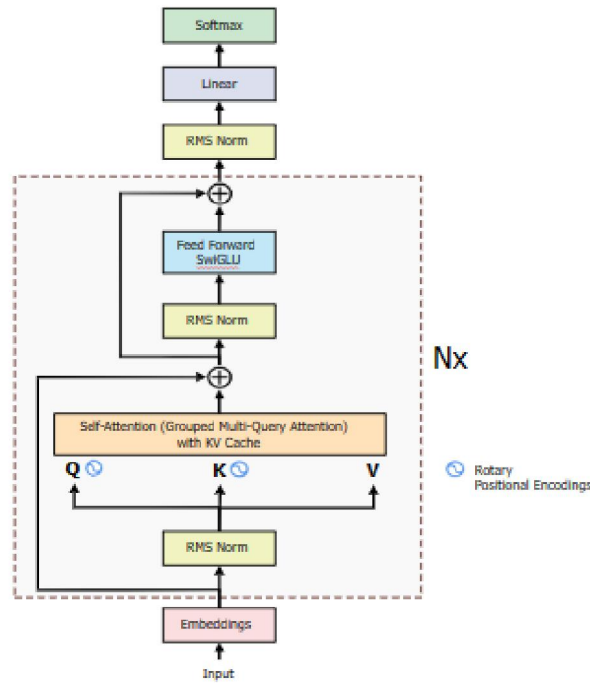 Softmax
Linear
RMS Norm
Feed Forward
SwiGLU
RMS Norm
Nx
Self-Attention (Grouped Multi-Query Attention)
with KV Cache
Q K V
Rotary
Positional Encodings
RMS Norm
Embeddings
Input